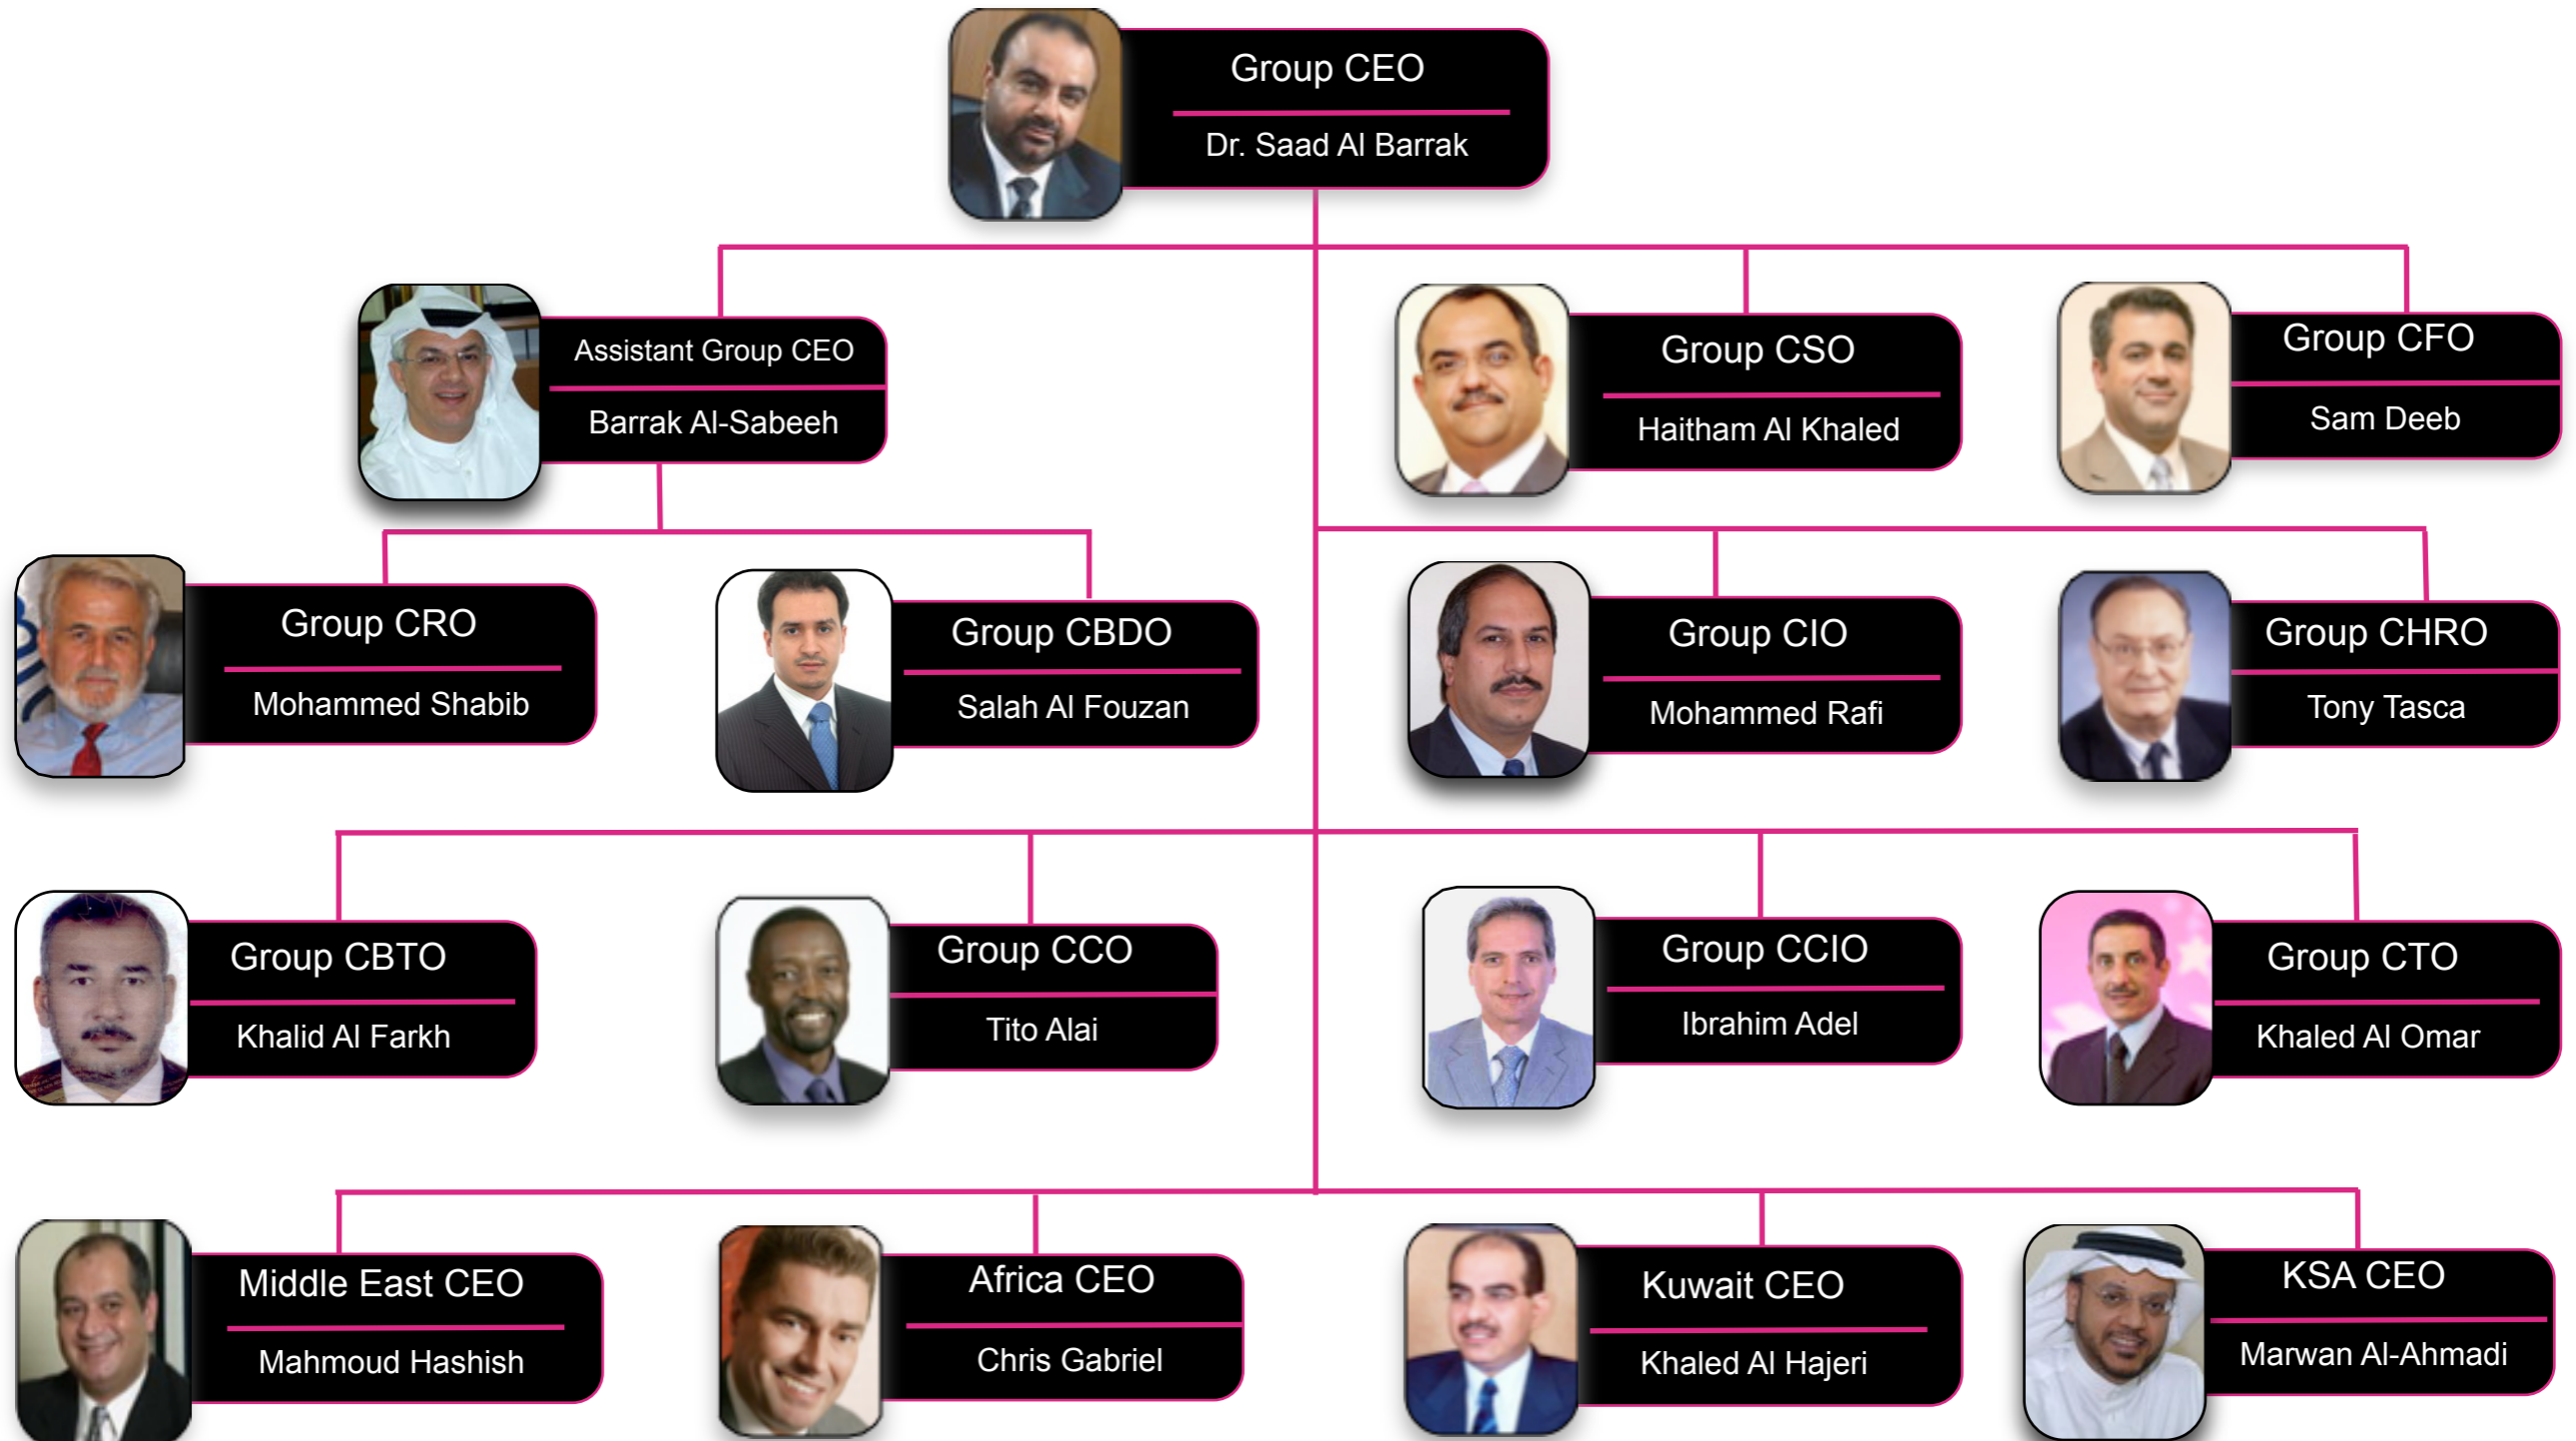 Group CEO
Dr. Saad Al Barrak
Assistant Group CEO
Barrak Al-Sabeeh
Group CSO
Haitham Al Khaled
Group CFO
Sam Deeb
Group CRO
Mohammed Shabib
Group CBDO
Salah Al Fouzan
Group CIO
Mohammed Rafi
Group CHRO
Tony Tasca
Group CBTO
Khalid Al Farkh
Group CCO
Tito Alai
Group CCIO
Ibrahim Adel
Group CTO
Khaled Al Omar
Middle East CEO
Mahmoud Hashish
Africa CEO
Chris Gabriel
Kuwait CEO
Khaled Al Hajeri
KSA CEO
Marwan Al-Ahmadi